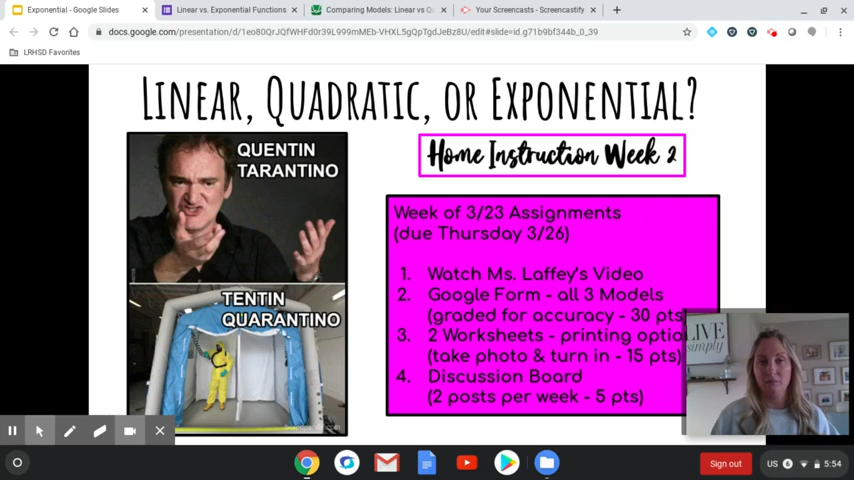 Exponential - Google Slides
Linear vs. Exponential Functions
Comparing Models: Linear vs Qu
Your Screencasts - Screencastify
docs.google.com/presentation/d/1eo80QrJQfWHFd0r39L999mMEb-VHXL5gQpTgdJeBz8U/edit#slide=id.g71b9bf344b_0_39
LRHSD Favorites
LINEAR, QUADRATIC, OR EXPONENTIAL?
QUENTIN
TARANTINO
TENTIN
QUARANTINO
Home Instruction Week 2
Week of 3/23 Assignments
(due Thursday 3/26)
1. Watch Ms. Laffey's Video
2. Google Form - all 3 Models
(graded for accuracy - 30 pts
3. 2 Worksheets - printing optio
(take photo & turn in - 15 pts)
4. Discussion Board
(2 posts per week - 5 pts)
LIVE
simply
Sign out
US
6
5:54